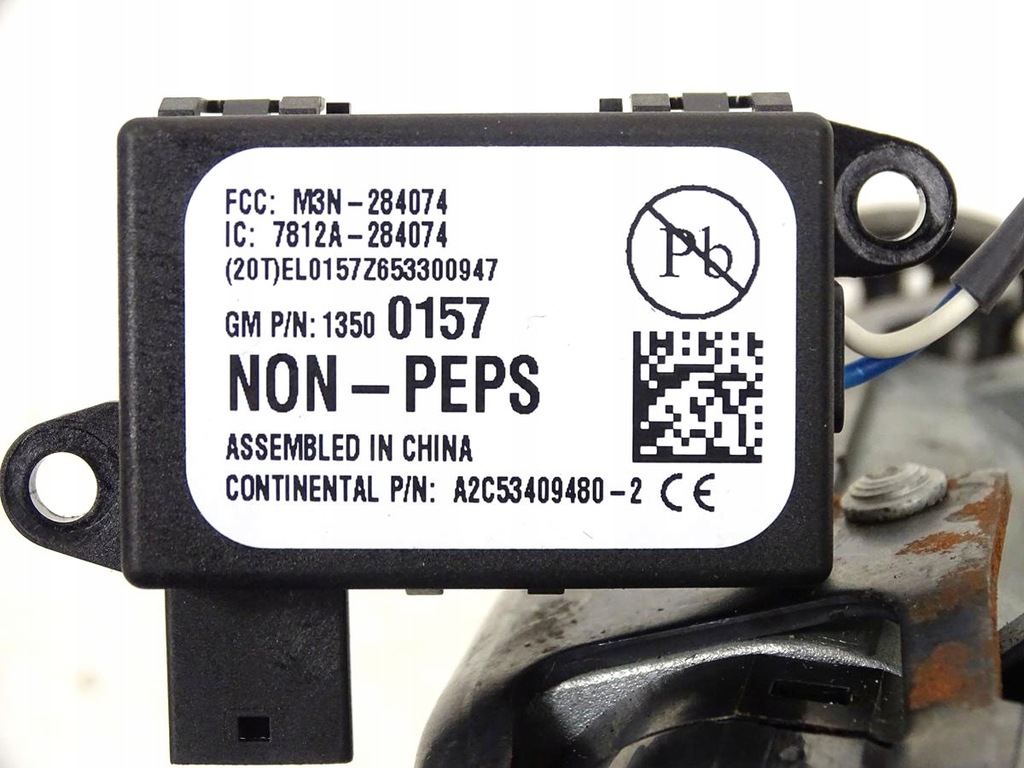 FCC: M3N-284074
IC: 7812A-284074
(20T)EL0157Z653300947
GM P/N: 1350 0157
NON-PEPS
ASSEMBLED IN CHINA
CONTINENTAL P/N: A2C53409480-2 CE
Pb